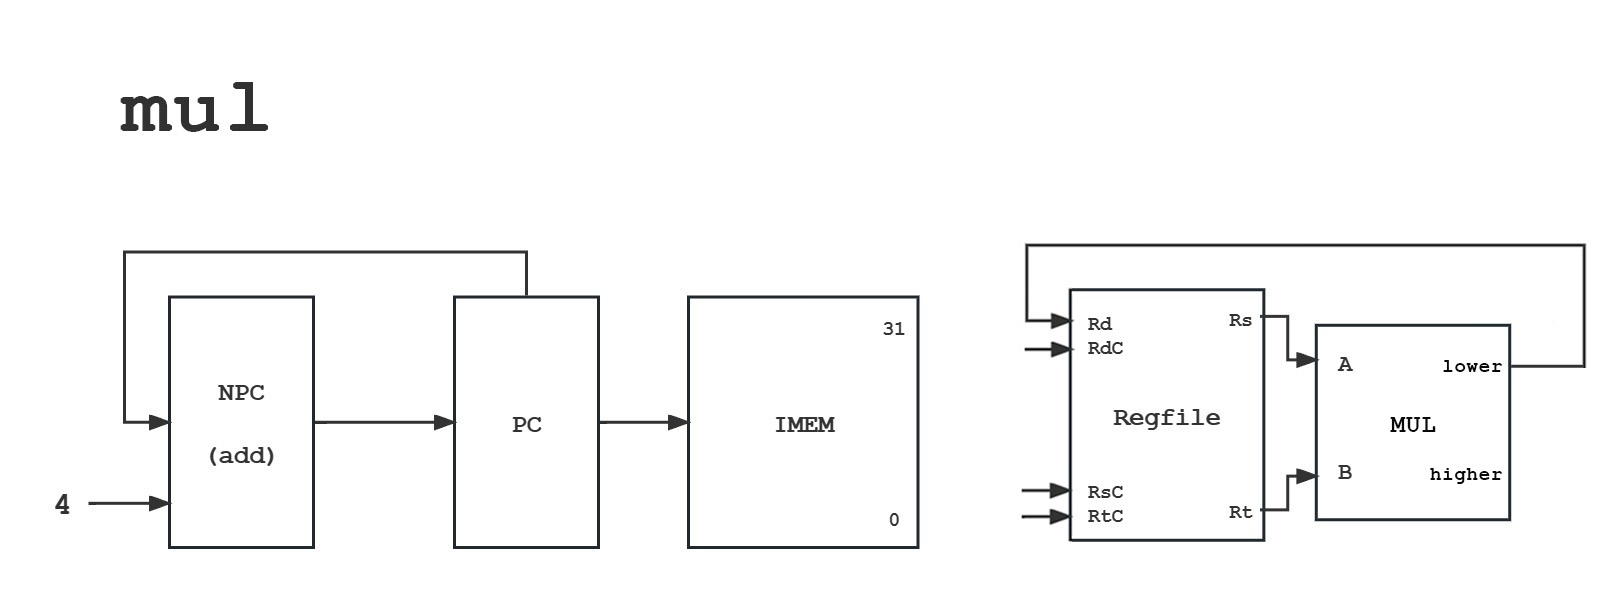 mul
NPC
(add)
4
PC
IMEM
31
0
Rd
RdC
Rs
Regfile
RsC
RtC
Rt
A
lower
MUL
B
higher